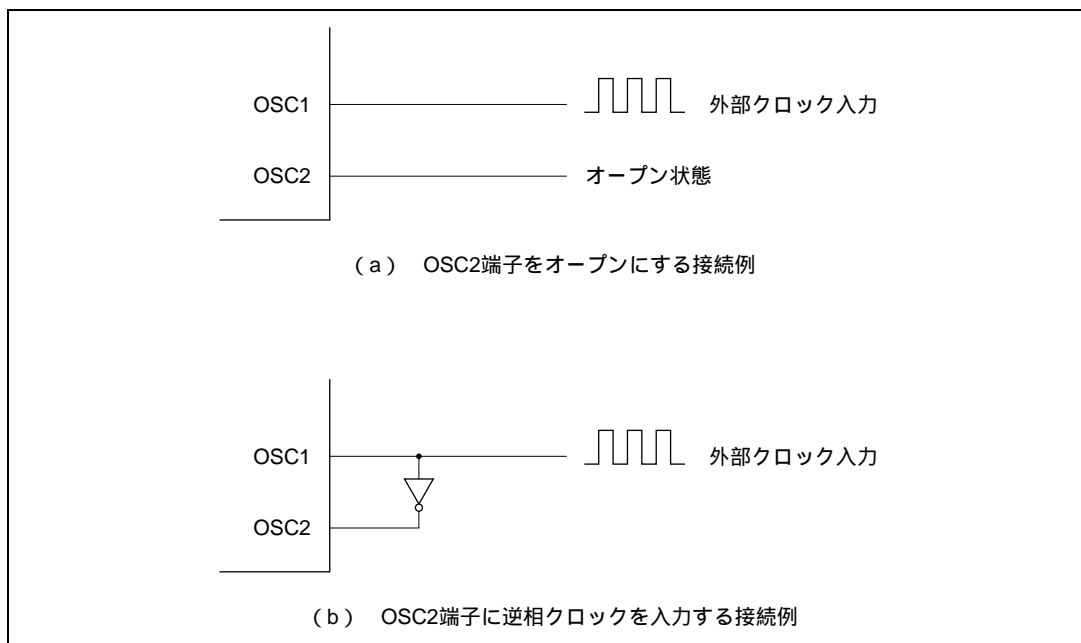 OSC1 外部クロック入力
OSC2 オープン状態
(a) OSC2端子をオープンにする接続例
OSC1 外部クロック入力
OSC2
(b) OSC2端子に逆相クロックを入力する接続例